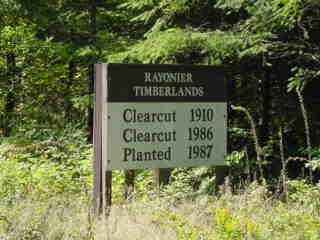 RAYONIER
TIMBERLANDS
Clearcut 1910
Clearcut 1986
Planted 1987